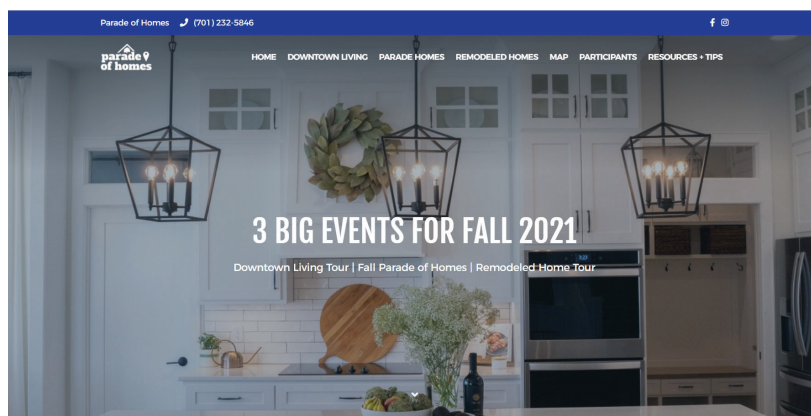 Parade of Homes (701) 232-5846
parade
of homes
HOME DOWNTOWN LIVING PARADE HOMES REMODELED HOMES MAP PARTICIPANTS RESOURCES + TIPS
3 BIG EVENTS FOR FALL 2021
Downtown Living Tour | Fall Parade of Homes | Remodeled Home Tour